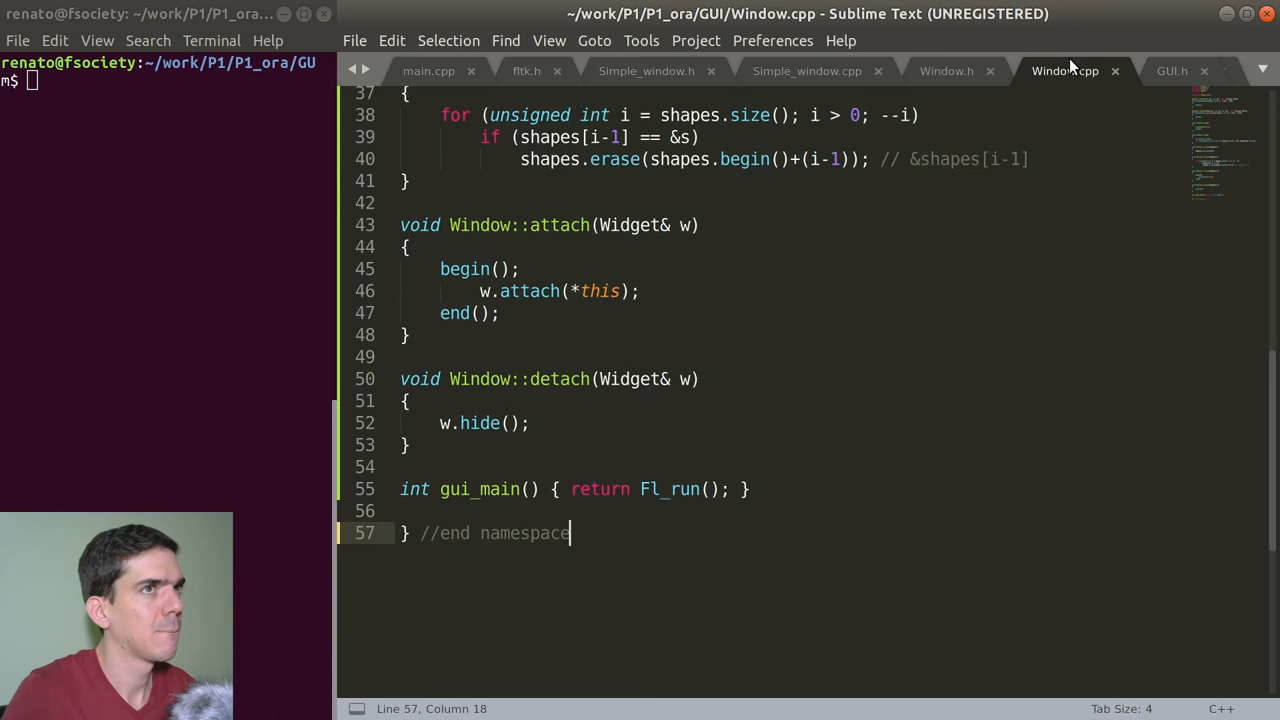 renato@fsociety: ~/work/P1/P1_ora...
File Edit View Search Terminal Help
renato@fsociety:~/work/P1/P1_ora/GU
m$
~/work/P1/P1_ora/GUI/Window.cpp - Sublime Text (UNREGISTERED)
File Edit Selection Find View Goto Tools Project Preferences Help
main.cpp fltk.h Simple_window.h Simple_window.cpp Window.h Window.cpp GUI.h
37 {
38 for (unsigned int i = shapes.size(); i > 0; --i)
39 if (shapes[i-1] == &s)
40 shapes.erase(shapes.begin()+(i-1)); // &shapes[i-1]
41 }
42
43 void Window::attach(Widget& w)
44 {
45 begin();
46 w.attach(*this);
47 end();
48 }
49
50 void Window::detach(Widget& w)
51 {
52 w.hide();
53 }
54
55 int gui_main() { return Fl_run(); }
56
57 } //end namespace
Line 57, Column 18
Tab Size: 4
C++